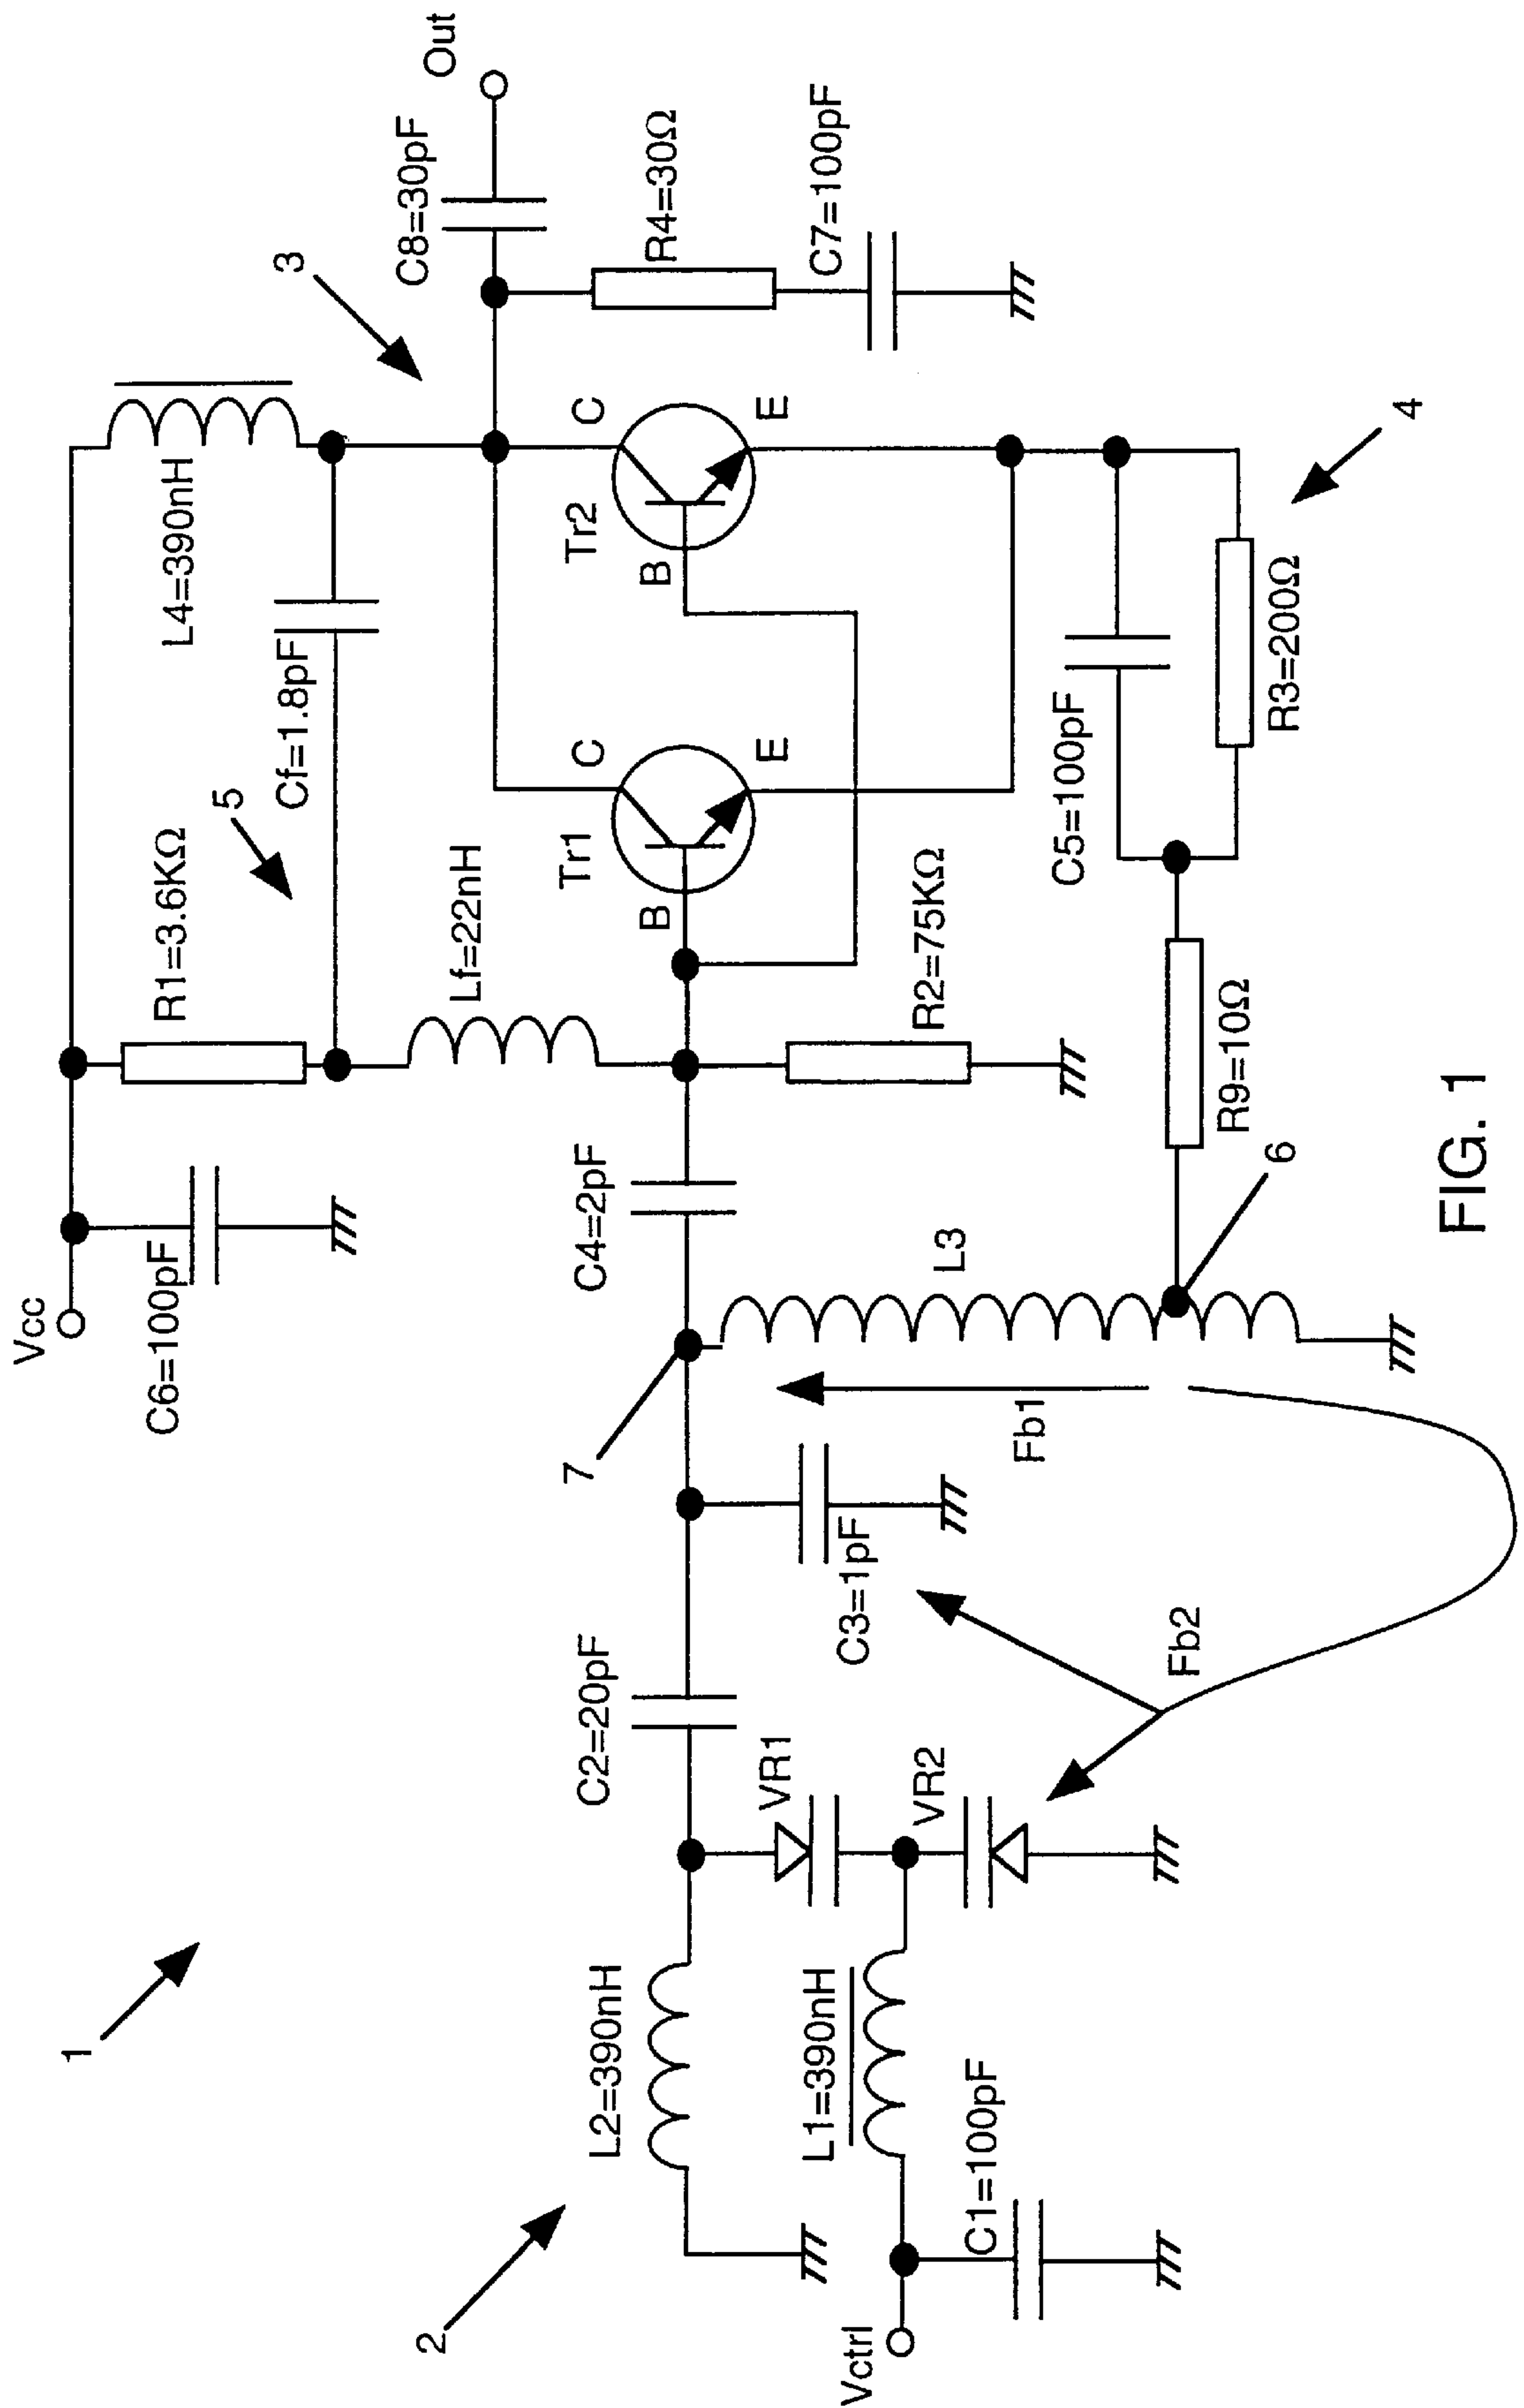 Vcc
C6=100pF
R1=3.6KΩ
5
Cf=1.8pF
L4=390nH
3
C8=30pF
Out
R4=30Ω
C7=100pF
Lf=22nH
Tr1
B
C
E
Tr2
B
C
E
R2=75KΩ
C4=2pF
7
L3
6
R9=10Ω
C5=100pF
R3=200Ω
4
1
2
L2=390nH
C2=20pF
VR1
VR2
C3=1pF
Fb1
Fb2
L1=390nH
C1=100pF
Vctrl
FIG. 1